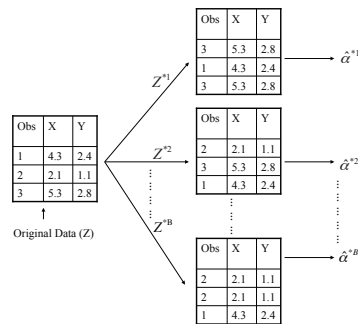 Obs X Y
3 5.3 2.8
1 4.3 2.4
3 5.3 2.8
Z*1
α̂*1
Obs X Y
1 4.3 2.4
2 2.1 1.1
3 5.3 2.8
Original Data (Z)
Z*2
Obs X Y
2 2.1 1.1
3 5.3 2.8
1 4.3 2.4
α̂*2
Z*B
Obs X Y
2 2.1 1.1
2 2.1 1.1
1 4.3 2.4
α̂*B